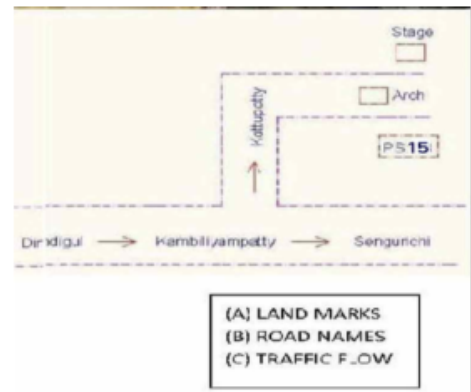 Stage
Arch
Kattupatty
PS15
Dindigul
Kambiliyampatty
Sengurichi
(A) LAND MARKS
(B) ROAD NAMES
(C) TRAFFIC FLOW